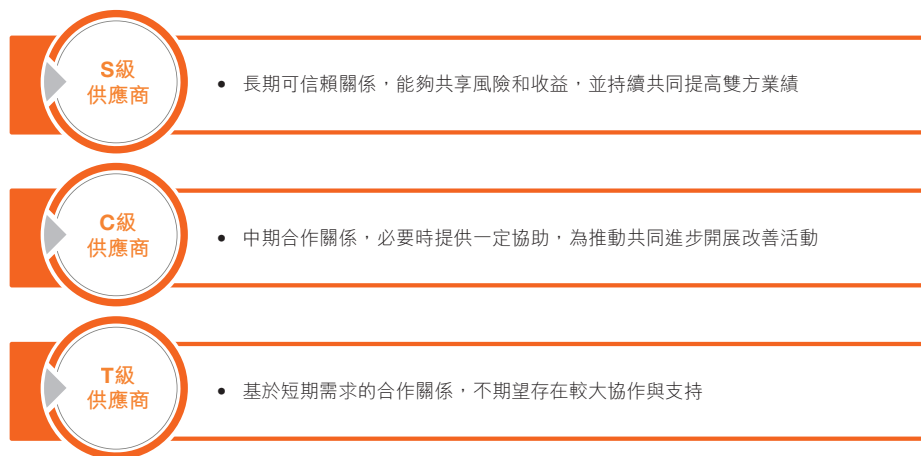 S級
供應商
• 長期可信賴關係，能夠共享風險和收益，並持續共同提高雙方業績
C級
供應商
• 中期合作關係，必要時提供一定協助，為推動共同進步開展改善活動
T級
供應商
• 基於短期需求的合作關係，不期望存在較大協作與支持